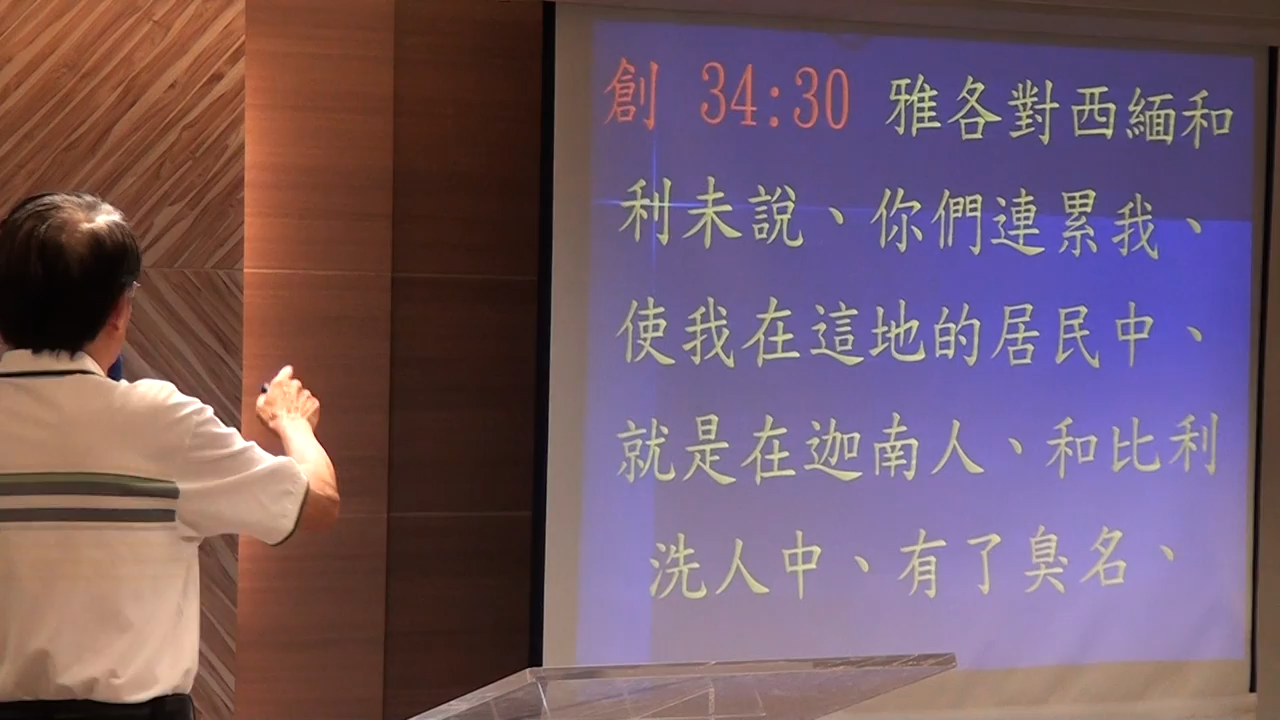 創 34:30 雅各對西緬和
利未說、你們連累我、
使我在這地的居民中、
就是在迦南人、和比利
洗人中、有了臭名、